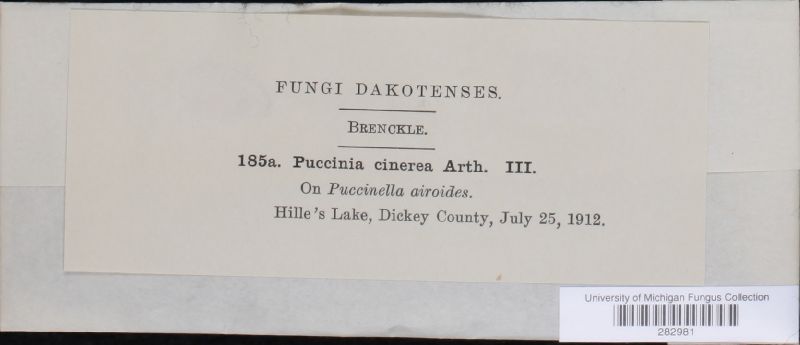 FUNGI DAKOTENSES.
BRENCKLE.
185a. Puccinia cinerea Arth. III.
On Puccinella airoides.
Hille's Lake, Dickey County, July 25, 1912.
University of Michigan Fungus Collection
282981